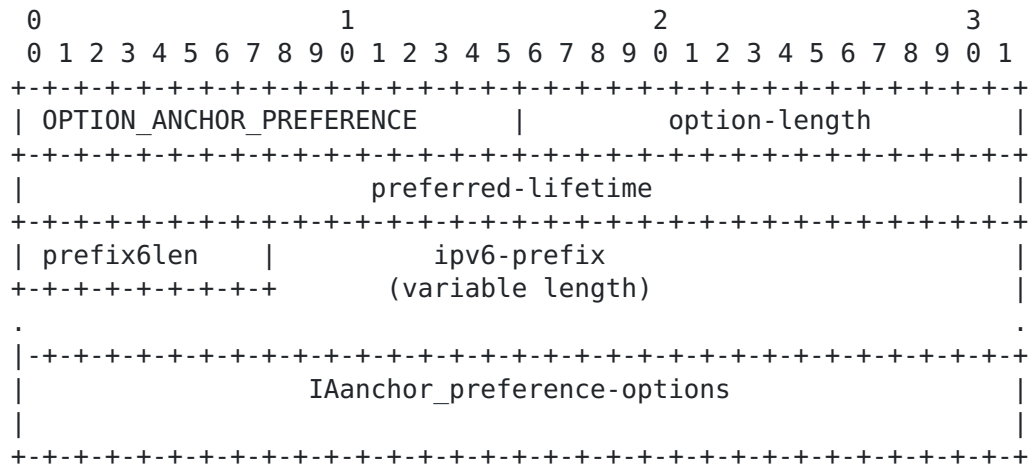 0                   1                   2                   3
 0 1 2 3 4 5 6 7 8 9 0 1 2 3 4 5 6 7 8 9 0 1 2 3 4 5 6 7 8 9 0 1
+-+-+-+-+-+-+-+-+-+-+-+-+-+-+-+-+-+-+-+-+-+-+-+-+-+-+-+-+-+-+-+-+
| OPTION_ANCHOR_PREFERENCE      |         option-length         |
+-+-+-+-+-+-+-+-+-+-+-+-+-+-+-+-+-+-+-+-+-+-+-+-+-+-+-+-+-+-+-+-+
|                      preferred-lifetime                       |
+-+-+-+-+-+-+-+-+-+-+-+-+-+-+-+-+-+-+-+-+-+-+-+-+-+-+-+-+-+-+-+-+
| prefix6len    |          ipv6-prefix                          |
+-+-+-+-+-+-+-+-+       (variable length)                       |
.                                                               .
|-+-+-+-+-+-+-+-+-+-+-+-+-+-+-+-+-+-+-+-+-+-+-+-+-+-+-+-+-+-+-+-+
|                  IAanchor_preference-options                  |
|                                                               |
+-+-+-+-+-+-+-+-+-+-+-+-+-+-+-+-+-+-+-+-+-+-+-+-+-+-+-+-+-+-+-+-+